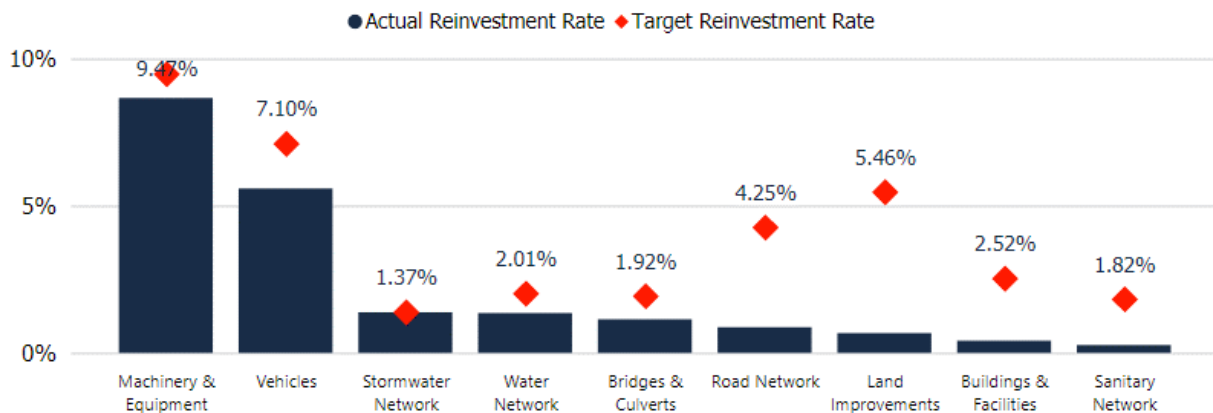 Actual Reinvestment Rate Target Reinvestment Rate
10%
5%
0%
9.47%
7.10%
1.37%
2.01%
1.92%
4.25%
5.46%
2.52%
1.82%
Machinery &
Equipment
Vehicles
Stormwater
Network
Water
Network
Bridges &
Culverts
Road Network
Land
Improvements
Buildings &
Facilities
Sanitary
Network